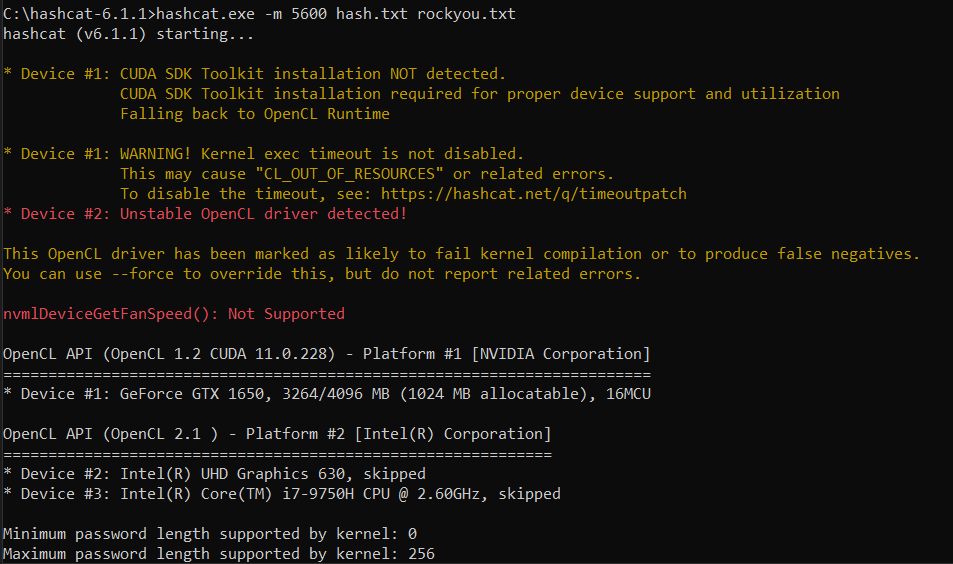 C:\hashcat-6.1.1>hashcat.exe -m 5600 hash.txt rockyou.txt
hashcat (v6.1.1) starting...
* Device #1: CUDA SDK Toolkit installation NOT detected.
CUDA SDK Toolkit installation required for proper device support and utilization
Falling back to OpenCL Runtime
* Device #1: WARNING! Kernel exec timeout is not disabled.
This may cause "CL_OUT_OF_RESOURCES" or related errors.
To disable the timeout, see: https://hashcat.net/q/timeoutpatch
* Device #2: Unstable OpenCL driver detected!
This OpenCL driver has been marked as likely to fail kernel compilation or to produce false negatives.
You can use --force to override this, but do not report related errors.
nvmlDeviceGetFanSpeed(): Not Supported
OpenCL API (OpenCL 1.2 CUDA 11.0.228) - Platform #1 [NVIDIA Corporation]
========================================================================
* Device #1: GeForce GTX 1650, 3264/4096 MB (1024 MB allocatable), 16MCU
OpenCL API (OpenCL 2.1 ) - Platform #2 [Intel(R) Corporation]
=============================================================
* Device #2: Intel(R) UHD Graphics 630, skipped
* Device #3: Intel(R) Core(TM) i7-9750H CPU @ 2.60GHz, skipped
Minimum password length supported by kernel: 0
Maximum password length supported by kernel: 256